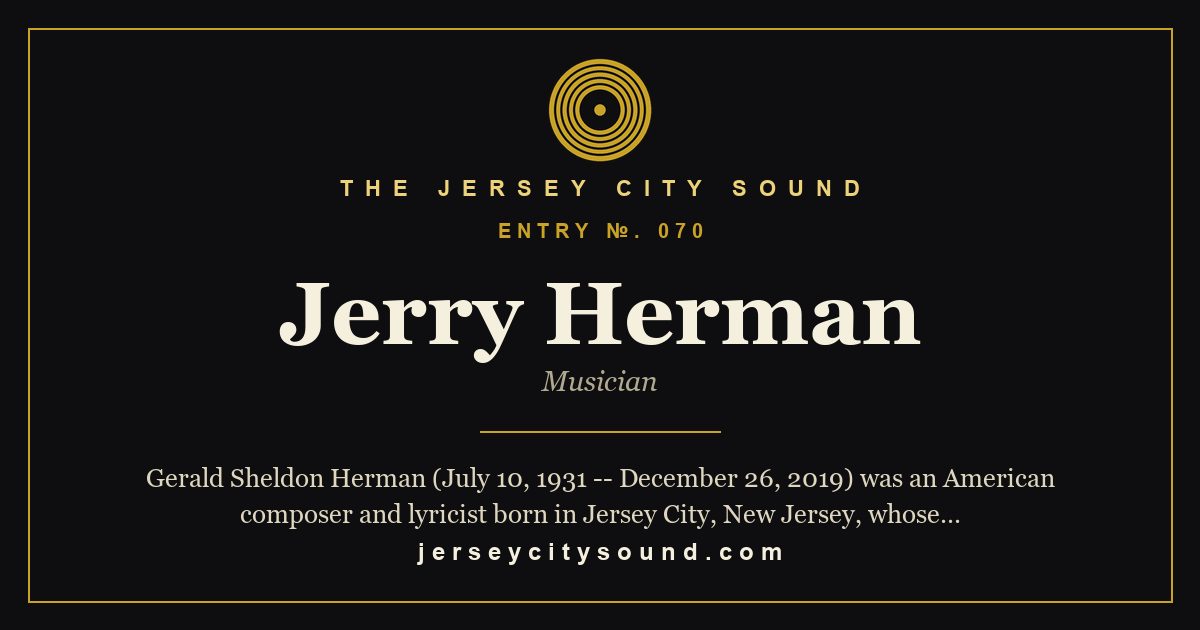 THE JERSEY CITY SOUND
ENTRY №. 070
Jerry Herman
Musician
Gerald Sheldon Herman (July 10, 1931 -- December 26, 2019) was an American
composer and lyricist born in Jersey City, New Jersey, whose...
jerseycitysound.com